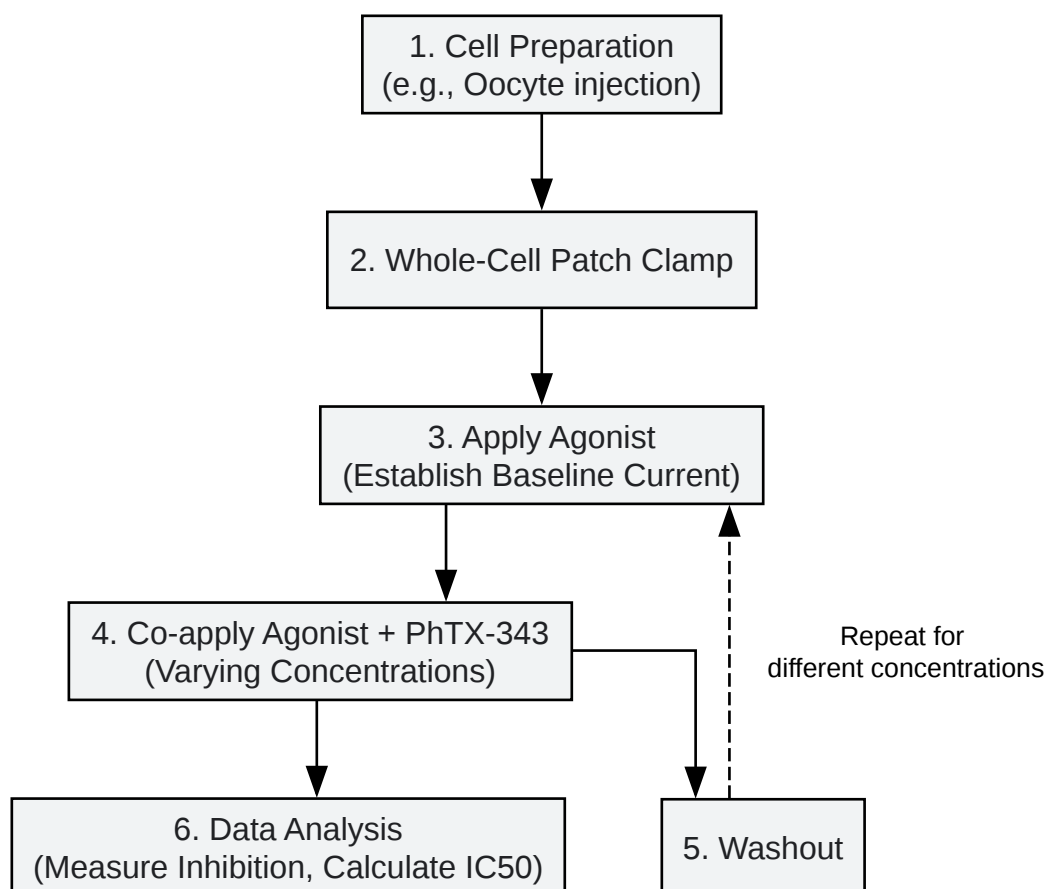 1. Cell Preparation
(e.g., Oocyte injection)
2. Whole-Cell Patch Clamp
3. Apply Agonist
(Establish Baseline Current)
4. Co-apply Agonist + PhTX-343
(Varying Concentrations)
Repeat for
different concentrations
6. Data Analysis
(Measure Inhibition, Calculate IC50)
5. Washout